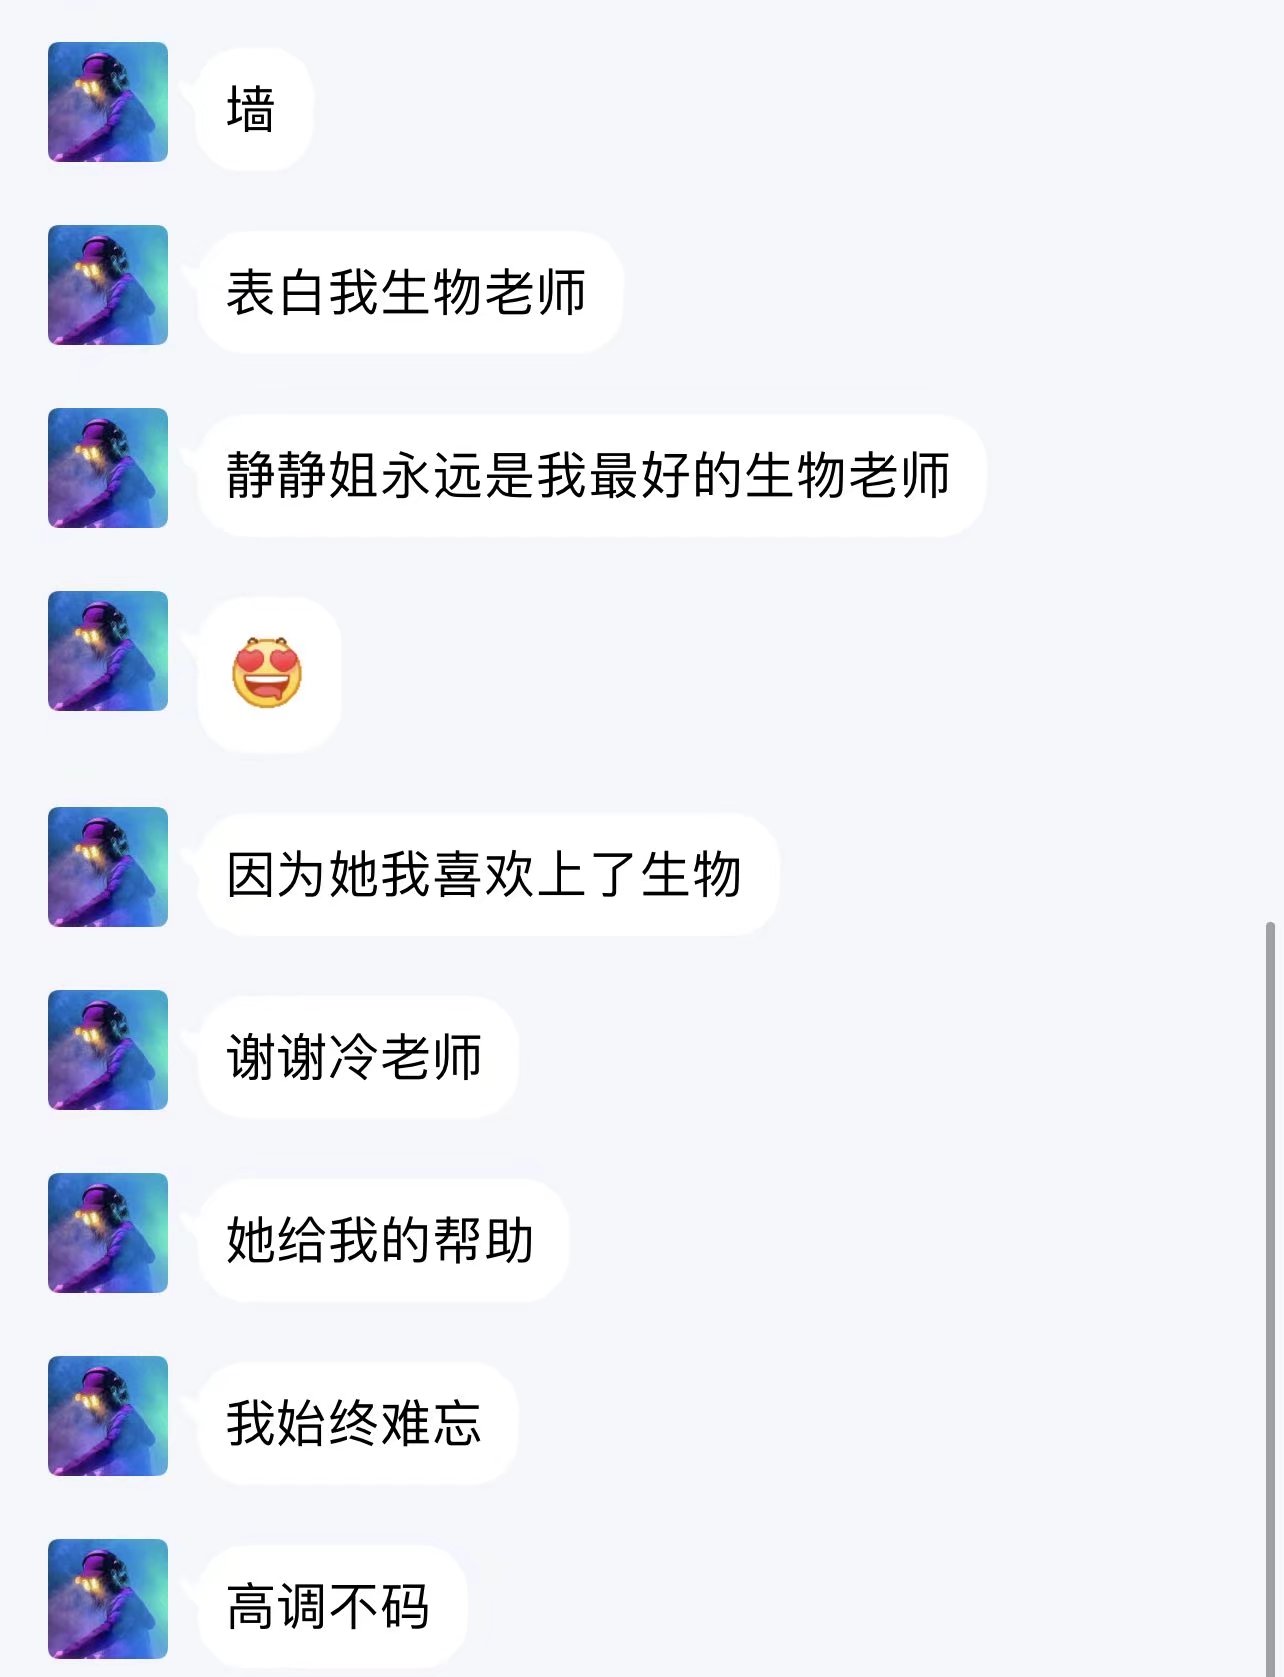 墙
表白我生物老师
静静姐永远是我最好的生物老师
因为她我喜欢上了生物
谢谢冷老师
她给我的帮助
我始终难忘
高调不码